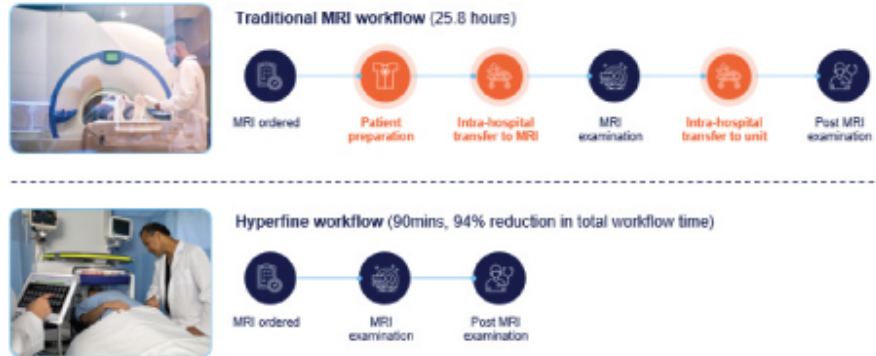 Traditional MRI workflow (25.8 hours)
MRI ordered
Patient
preparation
Intra-hospital
transfer to MRI
MRI
examination
Intra-hospital
transfer to unit
Post MRI
examination
Hyperfine workflow (90mins, 94% reduction in total workflow time)
MRI ordered
MRI
examination
Post MRI
examination